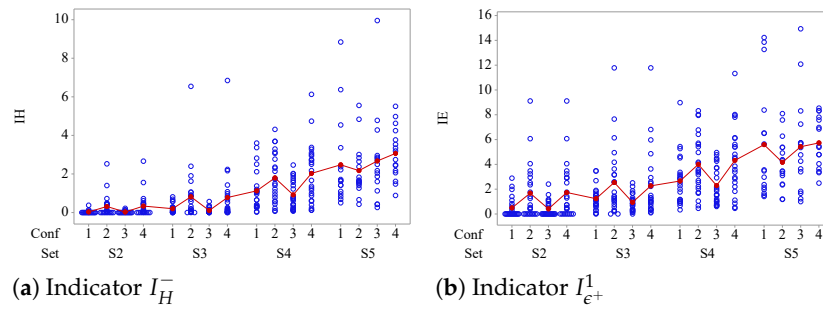 10
8
6
4
2
0
IH
Conf 1 2 3 4 1 2 3 4 1 2 3 4 1 2 3 4
Set S2 S3 S4 S5
(a) Indicator I_H^−
16
14
12
10
8
6
4
2
0
IE
Conf 1 2 3 4 1 2 3 4 1 2 3 4 1 2 3 4
Set S2 S3 S4 S5
(b) Indicator I_{ϵ+}^1